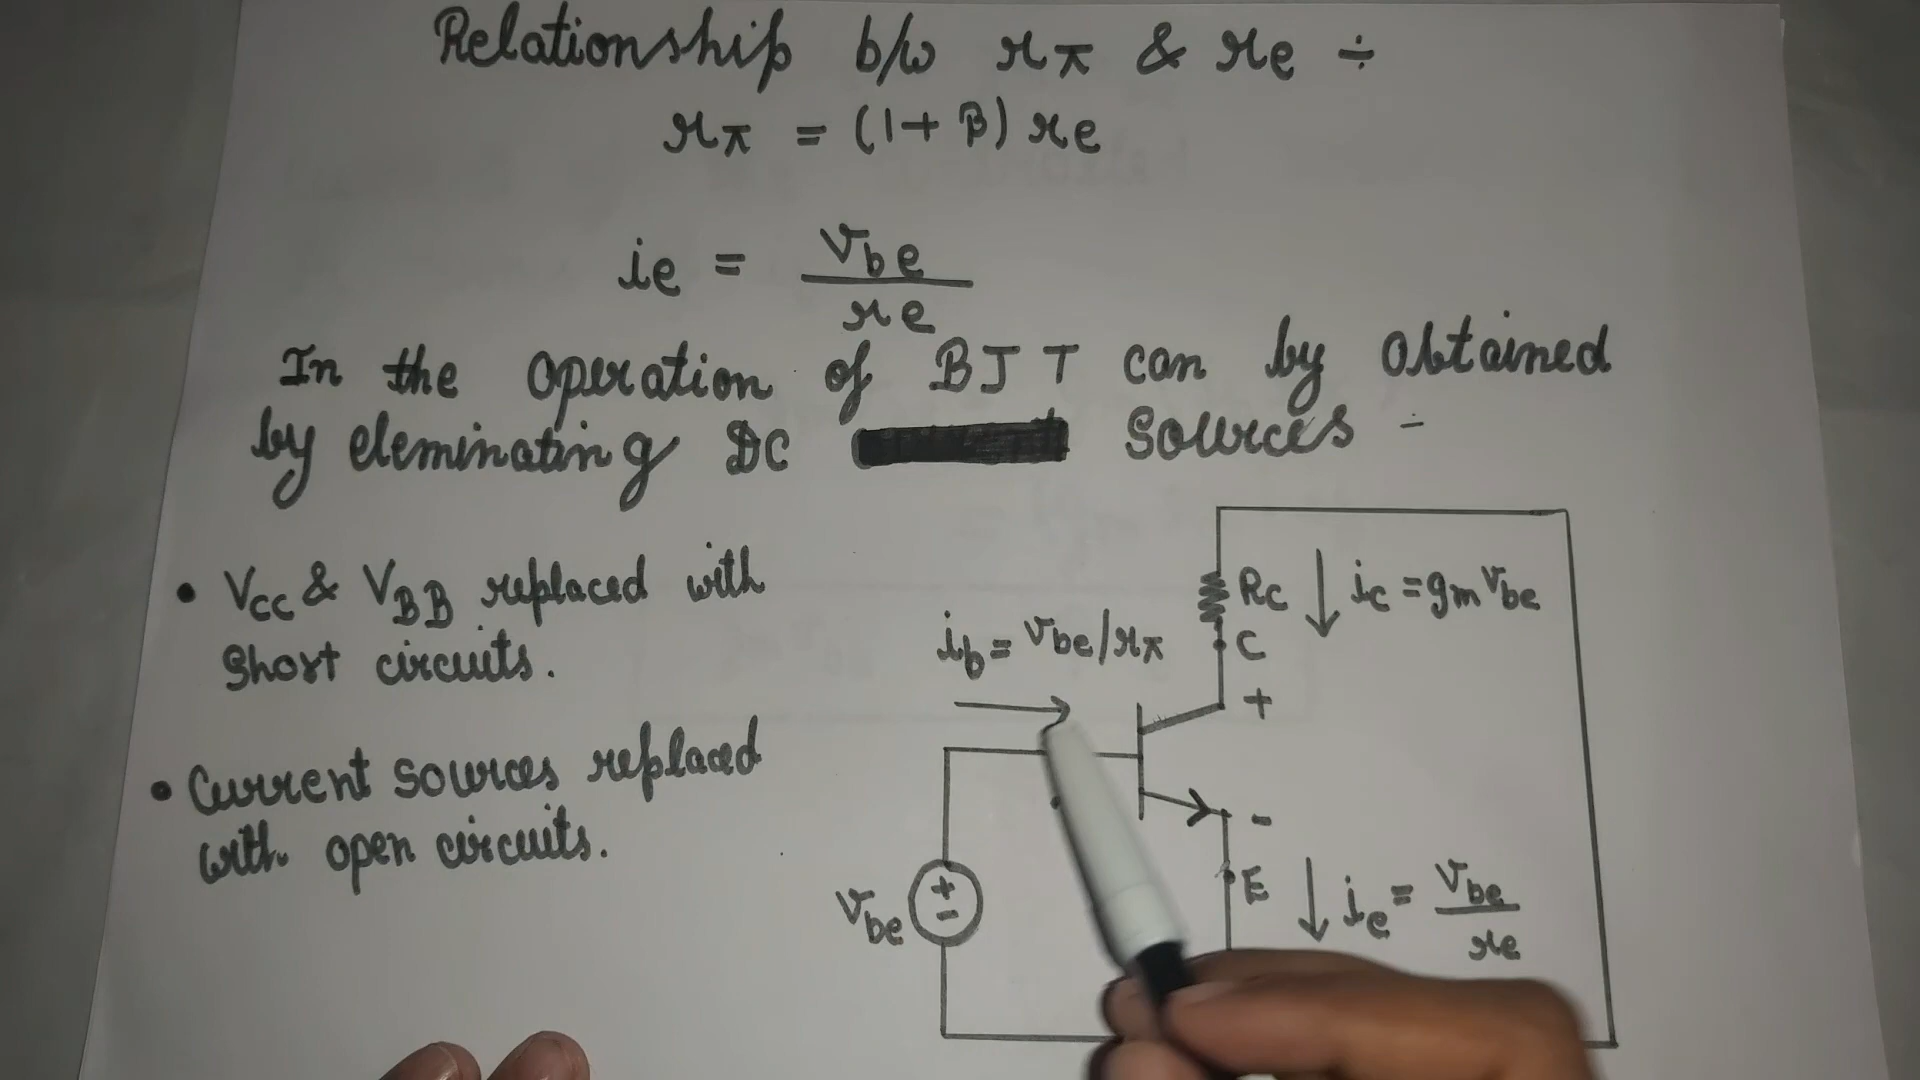 Relationship b/w rπ & re ÷
rπ = (1+ β) re
ie = Vbe / re
In the operation of BJT can by obtained
by eleminating DC Sources -
• VCC & VBB replaced with
Short circuits.
• Current Sources replaced
with open circuits.
Rc ↓ ic = gm Vbe
ib = Vbe/rπ
C
+
-
E ↓ ie = Vbe / re
Vbe + -